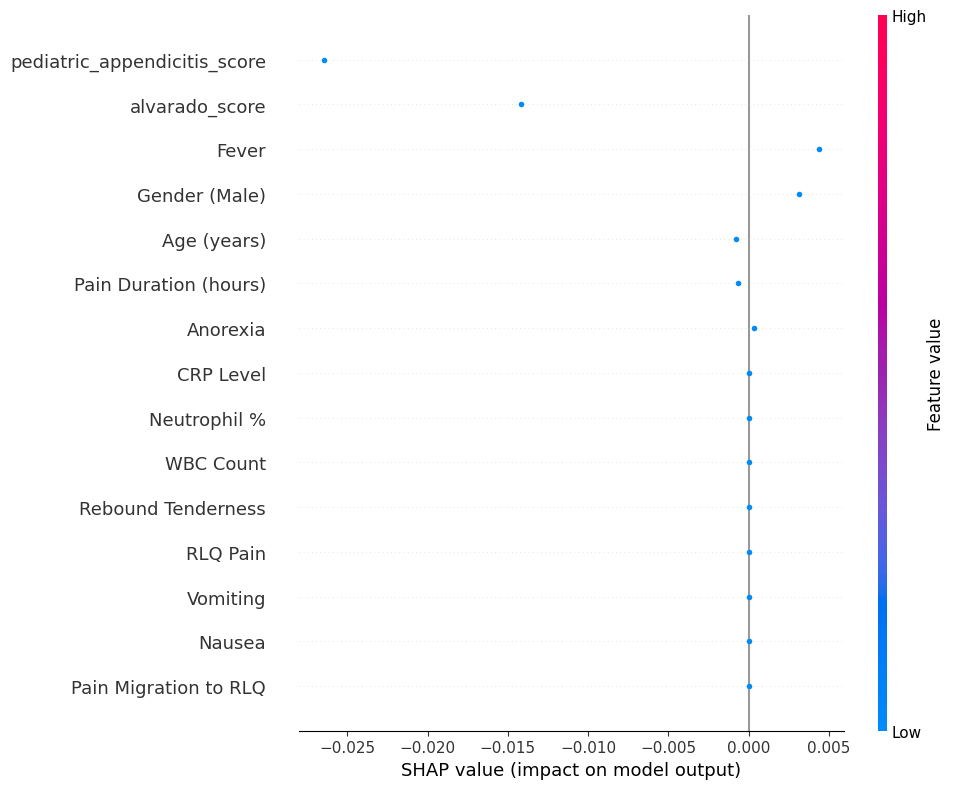 High
pediatric_appendicitis_score
alvarado_score
Fever
Gender (Male)
Age (years)
Pain Duration (hours)
Anorexia
CRP Level
Neutrophil %
WBC Count
Rebound Tenderness
RLQ Pain
Vomiting
Nausea
Pain Migration to RLQ
Feature value
Low
−0.025 −0.020 −0.015 −0.010 −0.005 0.000 0.005
SHAP value (impact on model output)